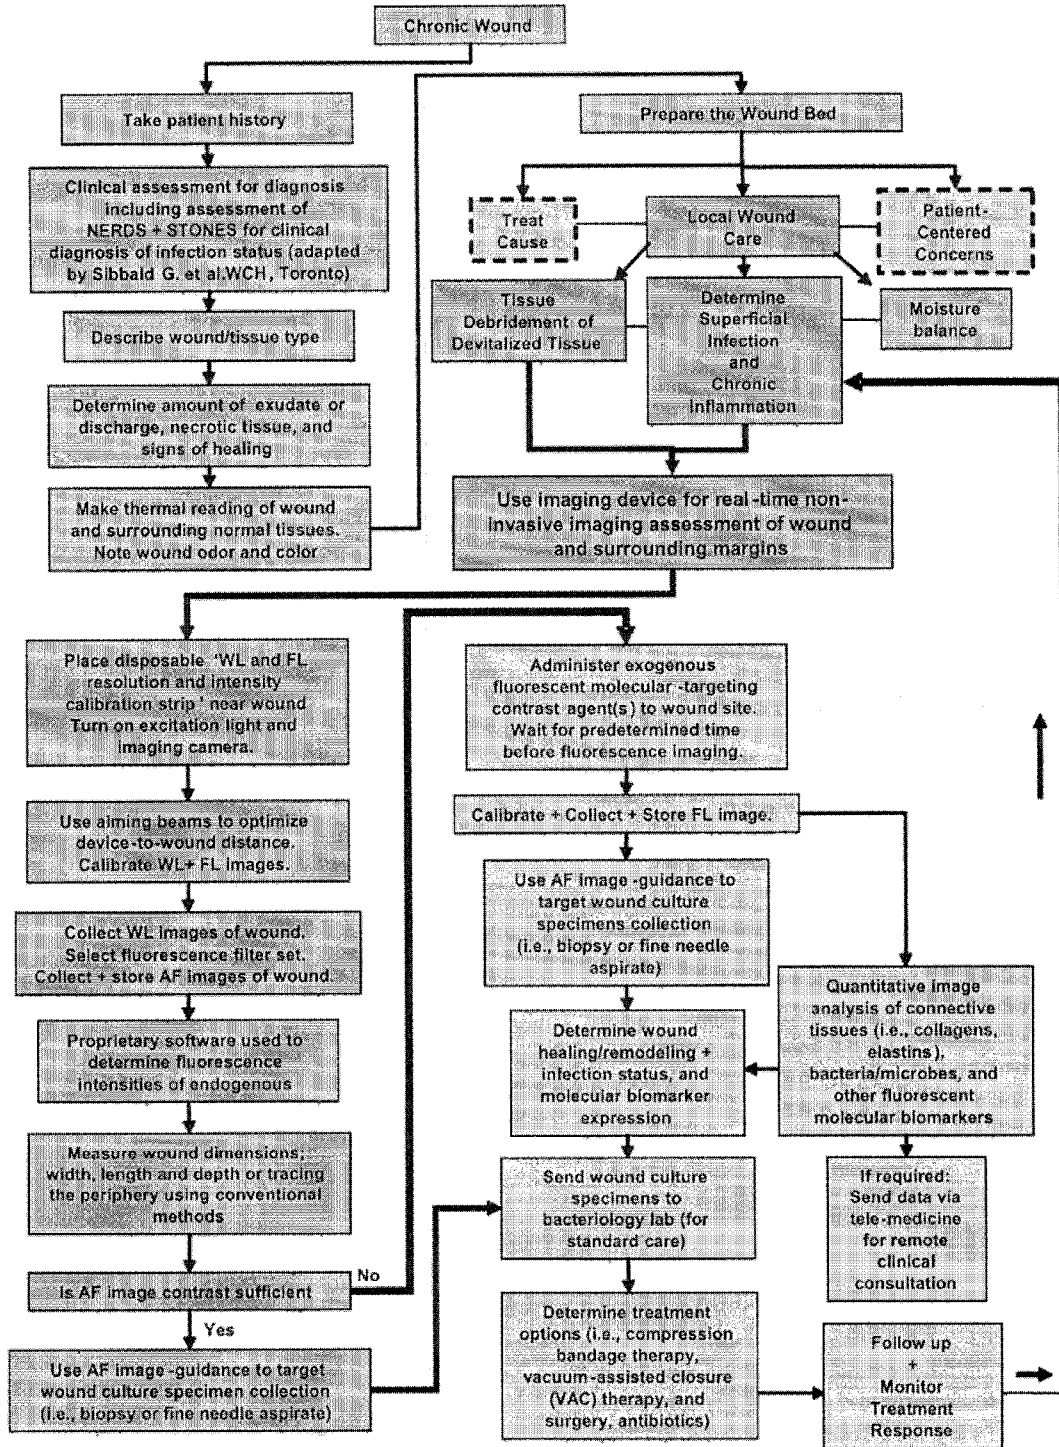 Chronic Wound
Take patient history
Clinical assessment for diagnosis
including assessment of
NERDS + STONES for clinical
diagnosis of infection status (adapted
by Sibbald G. et al.WCH, Toronto)
Describe wound/tissue type
Determine amount of exudate or
discharge, necrotic tissue, and
signs of healing
Make thermal reading of wound
and surrounding normal tissues.
Note wound odor and color
Prepare the Wound Bed
Treat
Cause
Local Wound
Care
Patient-
Centered
Concerns
Tissue
Debridement of
Devitalized Tissue
Determine
Superficial
Infection
and
Chronic
Inflammation
Moisture
balance
Use imaging device for real-time non-
invasive imaging assessment of wound
and surrounding margins
Place disposable 'WL and FL
resolution and intensity
calibration strip' near wound
Turn on excitation light and
imaging camera.
Use aiming beams to optimize
device-to-wound distance.
Calibrate WL+ FL Images.
Collect WL images of wound.
Select fluorescence filter set.
Collect + store AF images of wound.
Proprietary software used to
determine fluorescence
intensities of endogenous
Measure wound dimensions;
width, length and depth or tracing
the periphery using conventional
methods
Is AF image contrast sufficient
No
Yes
Use AF image-guidance to target
wound culture specimen collection
(i.e., biopsy or fine needle aspirate)
Administer exogenous
fluorescent molecular-targeting
contrast agent(s) to wound site.
Wait for predetermined time
before fluorescence imaging.
Calibrate + Collect + Store FL image.
Use AF image-guidance to
target wound culture
specimens collection
(i.e., biopsy or fine needle
aspirate)
Determine wound
healing/remodeling +
infection status, and
molecular biomarker
expression
Quantitative image
analysis of connective
tissues (i.e., collagens,
elastins),
bacteria/microbes, and
other fluorescent
molecular biomarkers
Send wound culture
specimens to
bacteriology lab (for
standard care)
If required:
Send data via
tele-medicine
for remote
clinical
consultation
Determine treatment
options (i.e., compression
bandage therapy,
vacuum-assisted closure
(VAC) therapy, and
surgery, antibiotics)
Follow up
+
Monitor
Treatment
Response